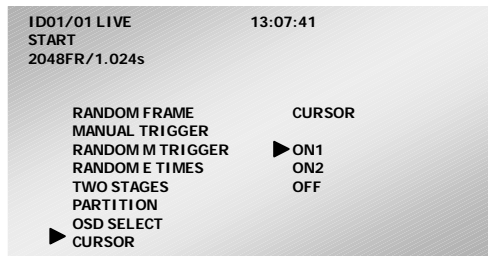 ID01/01 LIVE 13:07:41
START
2048FR/1.024s
RANDOM FRAME CURSOR
MANUAL TRIGGER
RANDOM M TRIGGER ▶ ON1
RANDOM E TIMES ON2
TWO STAGES OFF
PARTITION
OSD SELECT
▶ CURSOR